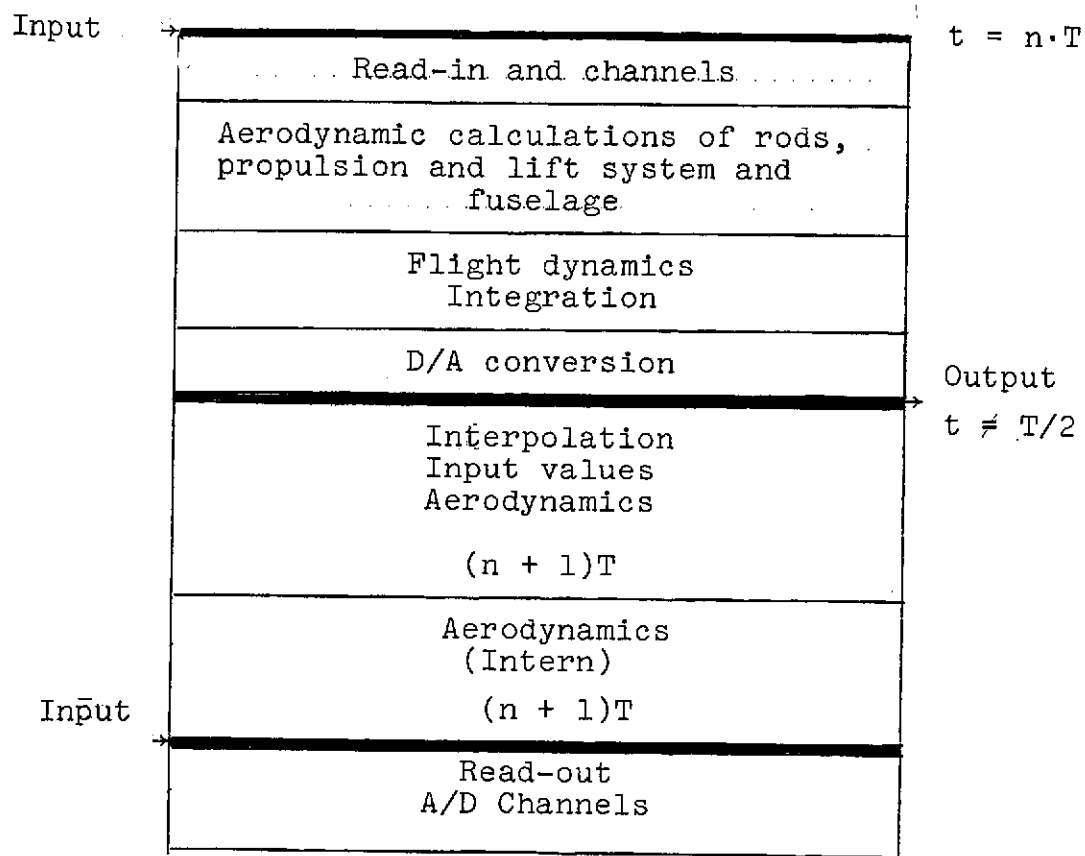 Input
t = n·T
Read-in and channels
Aerodynamic calculations of rods,
propulsion and lift system and
fuselage
Flight dynamics
Integration
D/A conversion
Output
t ≠ T/2
Interpolation
Input values
Aerodynamics
(n + 1)T
Aerodynamics
(Intern)
Input
(n + 1)T
Read-out
A/D Channels